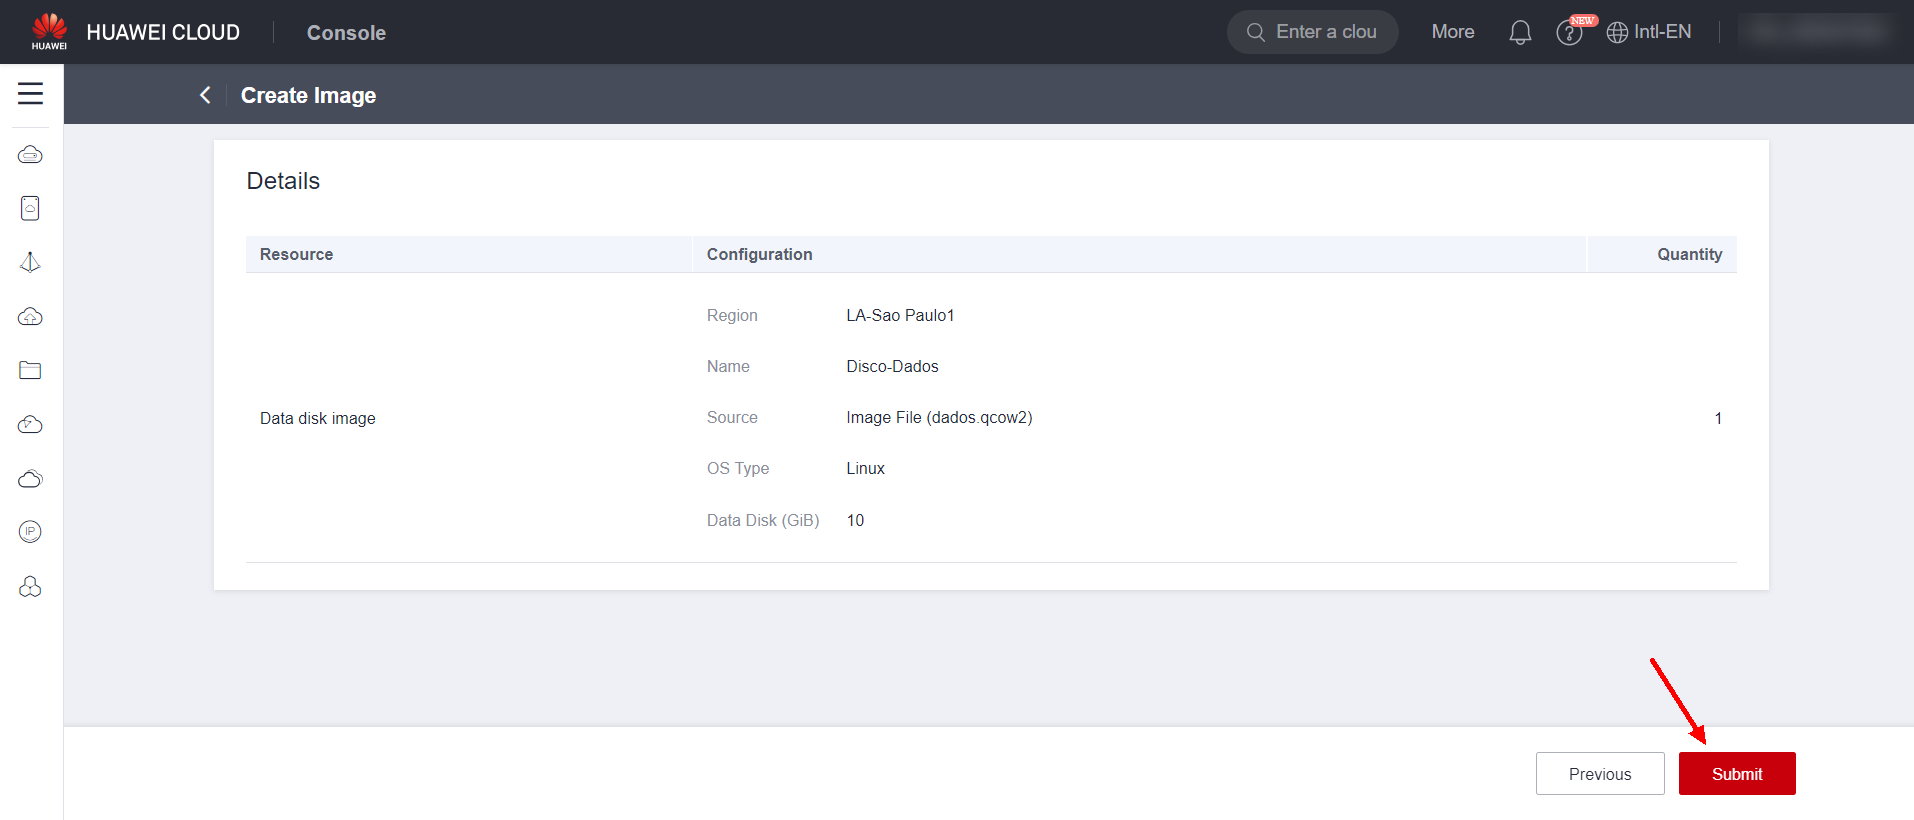 HUAWEI
HUAWEI CLOUD
Console
Enter a clou
More
NEW
Intl-EN
Create Image
Details
Resource Configuration Quantity
Region LA-Sao Paulo1
Name Disco-Dados
Data disk image
Source Image File (dados.qcow2)
1
OS Type Linux
Data Disk (GiB) 10
IP
Previous Submit